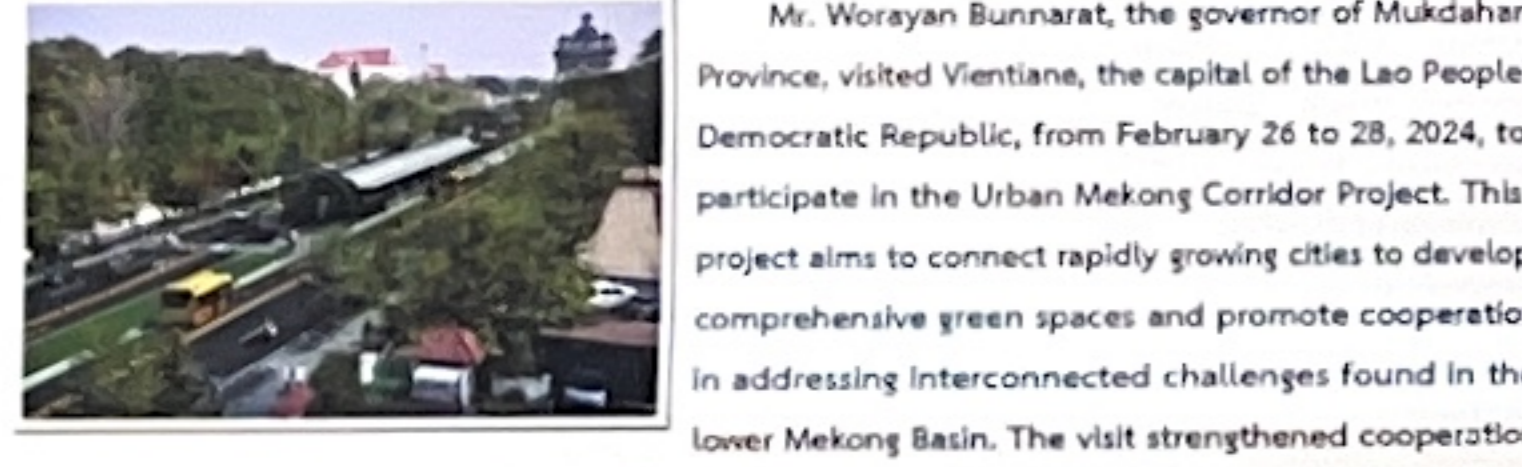 Mr. Worayan Bunnarat, the governor of Mukdahan
Province, visited Vientiane, the capital of the Lao People
Democratic Republic, from February 26 to 28, 2024, to
participate in the Urban Mekong Corridor Project. This
project aims to connect rapidly growing cities to develop
comprehensive green spaces and promote cooperatio
in addressing interconnected challenges found in the
lower Mekong Basin. The visit strengthened cooperatio